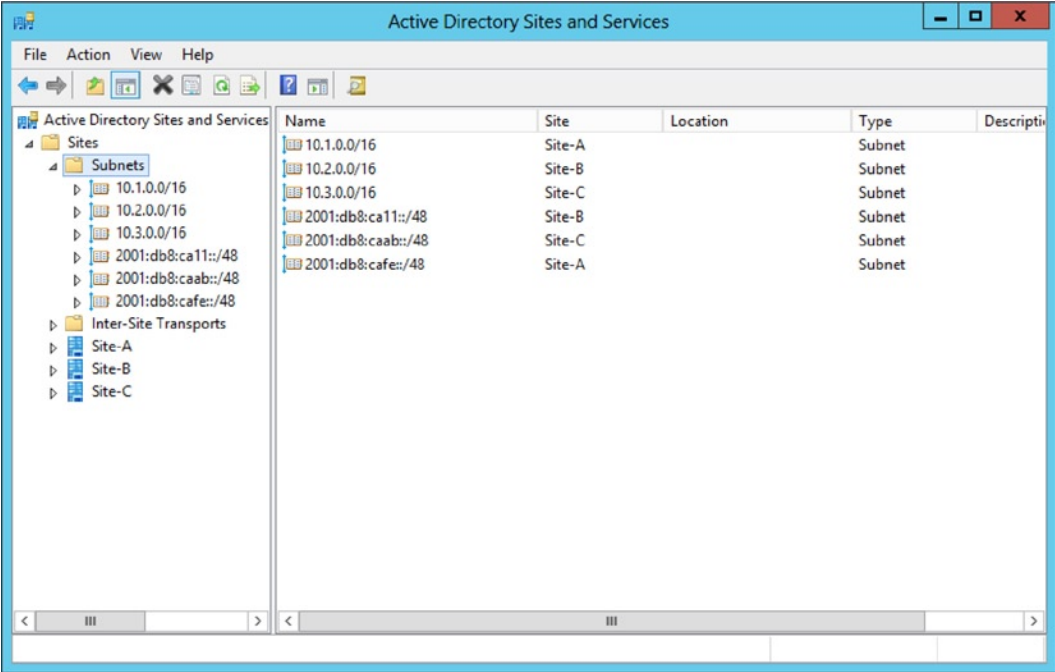 Active Directory Sites and Services
File Action View Help
Active Directory Sites and Services
Sites
Subnets
10.1.0.0/16
10.2.0.0/16
10.3.0.0/16
2001:db8:ca11::/48
2001:db8:caab::/48
2001:db8:cafe::/48
Inter-Site Transports
Site-A
Site-B
Site-C
Name Site Location Type Descripti
10.1.0.0/16 Site-A Subnet
10.2.0.0/16 Site-B Subnet
10.3.0.0/16 Site-C Subnet
2001:db8:ca11::/48 Site-B Subnet
2001:db8:caab::/48 Site-C Subnet
2001:db8:cafe::/48 Site-A Subnet